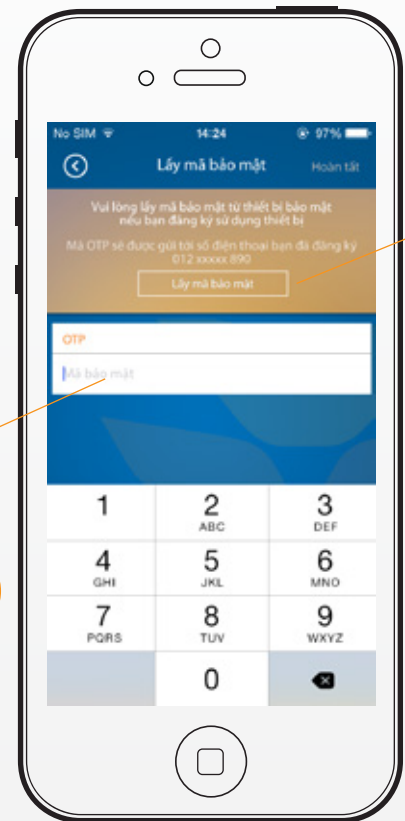 No SIM 14:24 97%
Lấy mã bảo mật Hoàn tất
Vui lòng lấy mã bảo mật từ thiết bị bảo mật
nếu bạn đăng ký sử dụng thiết bị
Mã OTP sẽ được gửi tới số điện thoại bạn đã đăng ký
012 xxxxx 890
Lấy mã bảo mật
OTP
Mã bảo mật
1 2 3
ABC DEF
4 5 6
GHI JKL MNO
7 8 9
PQRS TUV WXYZ
0